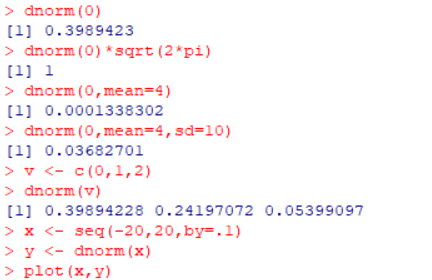 > dnorm(0)
[1] 0.3989423
> dnorm(0)*sqrt(2*pi)
[1] 1
> dnorm(0,mean=4)
[1] 0.0001338302
> dnorm(0,mean=4,sd=10)
[1] 0.03682701
> v <- c(0,1,2)
> dnorm(v)
[1] 0.39894228 0.24197072 0.05399097
> x <- seq(-20,20,by=.1)
> y <- dnorm(x)
> plot(x,y)